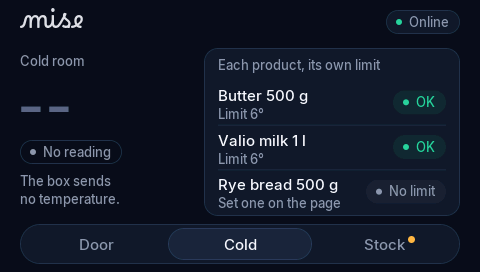 mise
Online
Cold room
– –
No reading
The box sends
no temperature.
Each product, its own limit
Butter 500 g
Limit 6°
OK
Valio milk 1 l
Limit 6°
OK
Rye bread 500 g
Set one on the page
No limit
Door
Cold
Stock